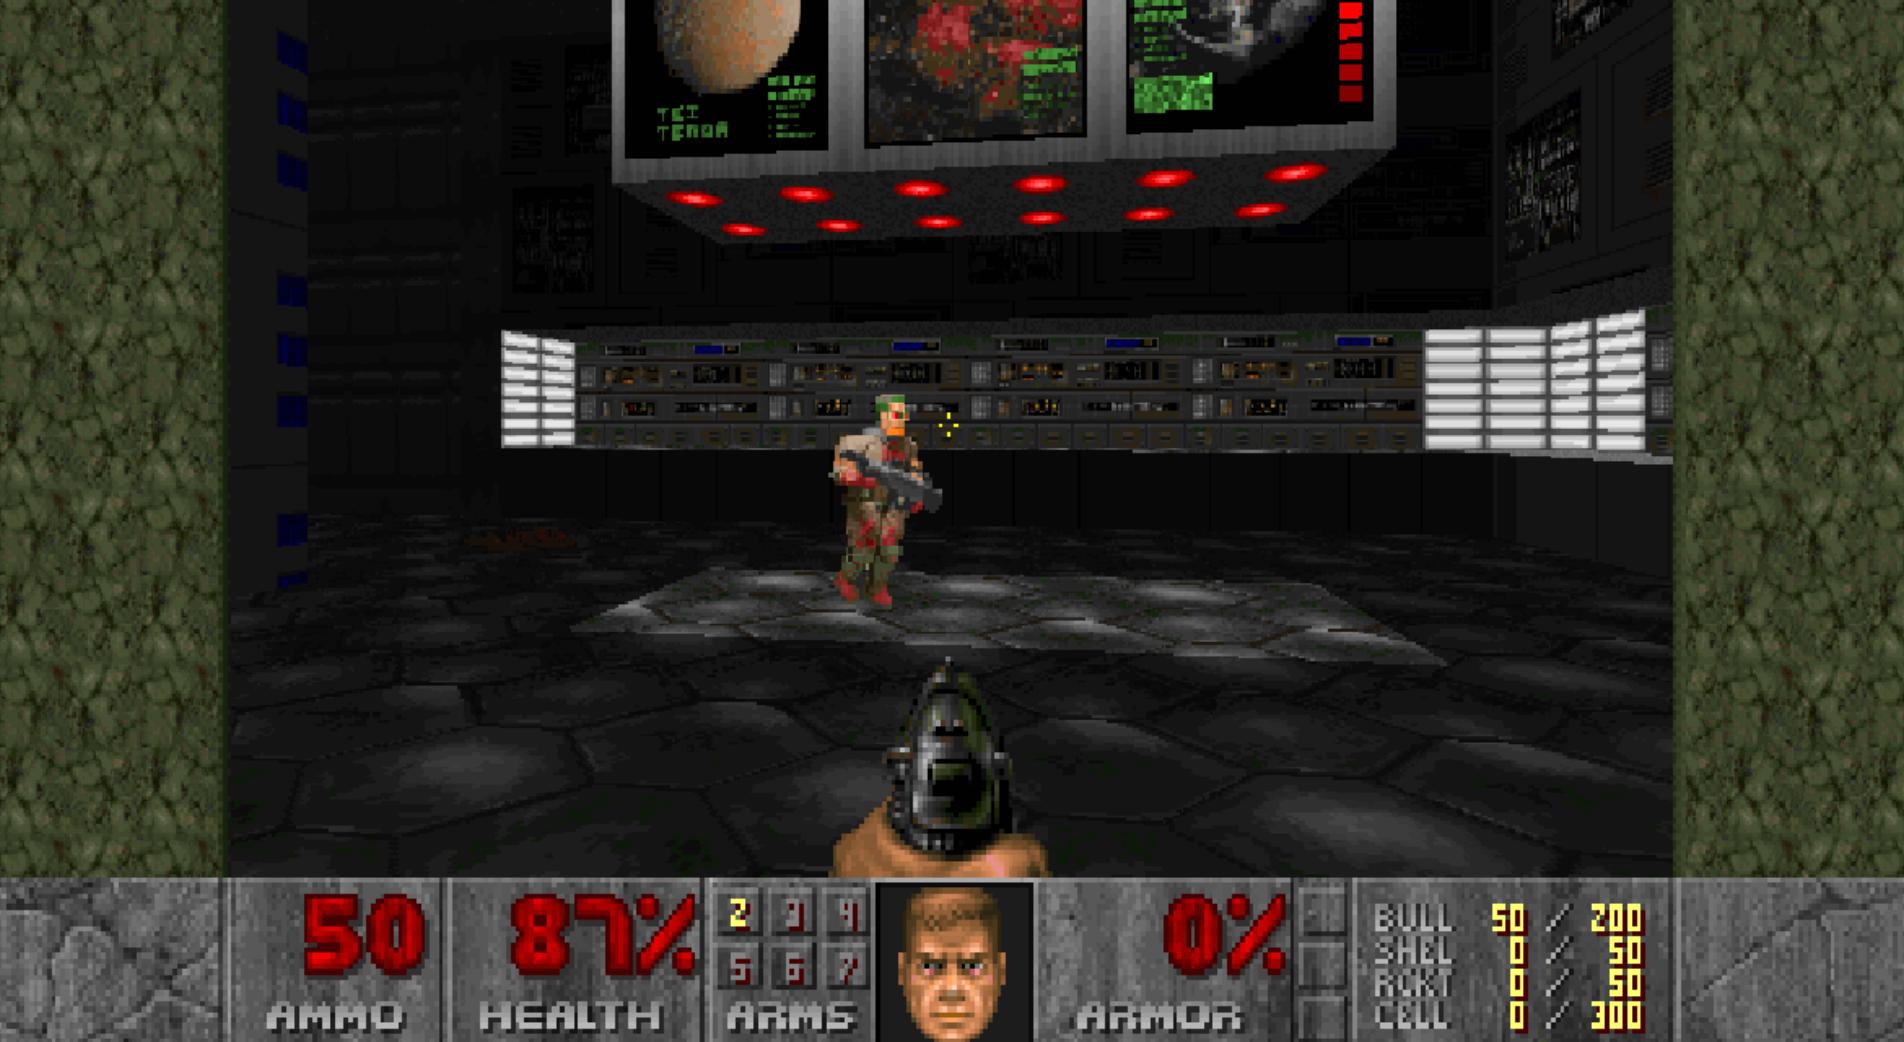 TEI
TEROA
50 87% 2 3 4 0% BULL 50 / 200
5 6 7 SHEL 0 / 50
RCKT 0 / 50
AMMO HEALTH ARMS ARMOR CELL 0 / 300